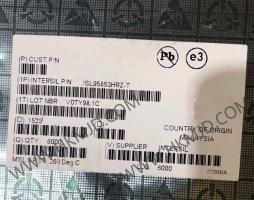 (P) CUST P/N
Pb
e3
(1P) INTERSIL P/N ISL95853HRZ-T
(1T) LOT NBR V0TY98.1C
(D) 1529
COUNTRY OF ORIGIN
MALAYSIA
(Q) QTY 6000
(V) SUPPLIER INTERSIL
6000
MSL 260 Deg C